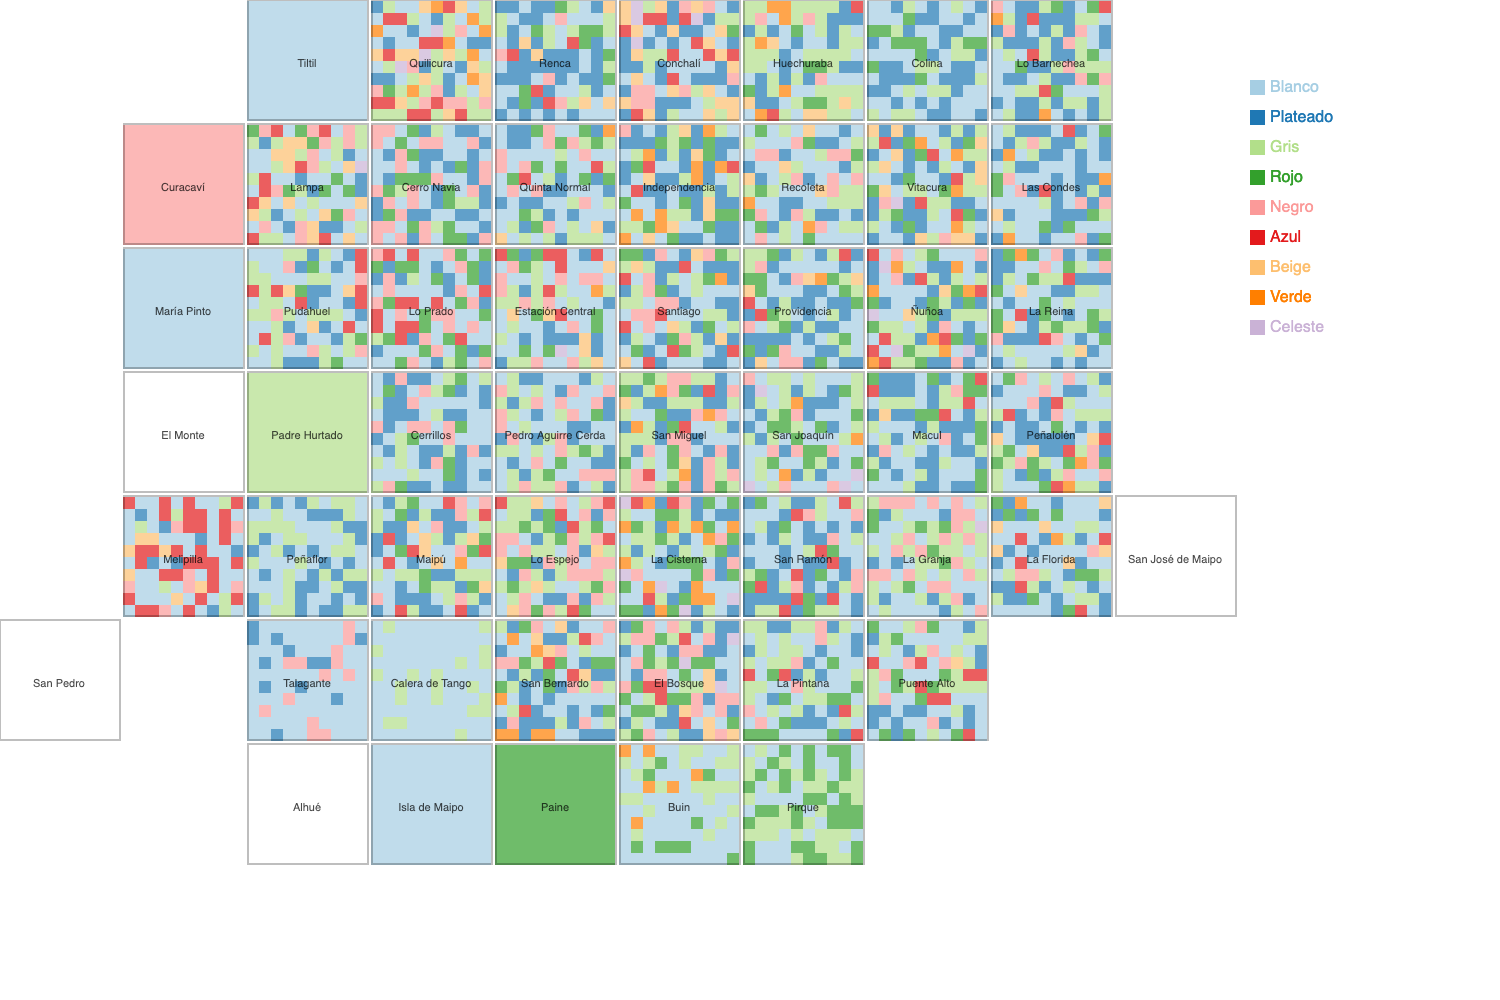 Tiltil
Quilicura
Renca
Conchalí
Huechuraba
Colina
Lo Barnechea
Curacaví
Lampa
Cerro Navia
Quinta Normal
Independencia
Recoleta
Vitacura
Las Condes
María Pinto
Pudahuel
Lo Prado
Estación Central
Santiago
Providencia
Ñuñoa
La Reina
El Monte
Padre Hurtado
Cerrillos
Pedro Aguirre Cerda
San Miguel
San Joaquín
Macul
Peñalolén
Melipilla
Peñaflor
Maipú
Lo Espejo
La Cisterna
San Ramón
La Granja
La Florida
San José de Maipo
San Pedro
Talagante
Calera de Tango
San Bernardo
El Bosque
La Pintana
Puente Alto
Alhué
Isla de Maipo
Paine
Buin
Pirque
Blanco
Plateado
Gris
Rojo
Negro
Azul
Beige
Verde
Celeste